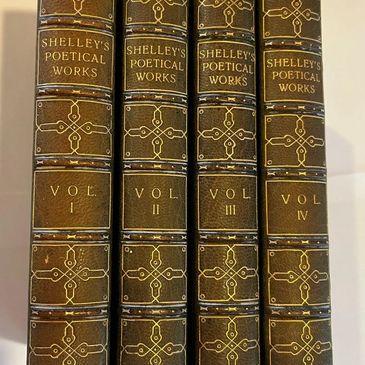 SHELLEY'S
POETICAL
WORKS
VOL.
I
SHELLEY'S
POETICAL
WORKS
VOL.
II
SHELLEY'S
POETICAL
WORKS
VOL.
III
SHELLEY'S
POETICAL
WORKS
VOL.
IV